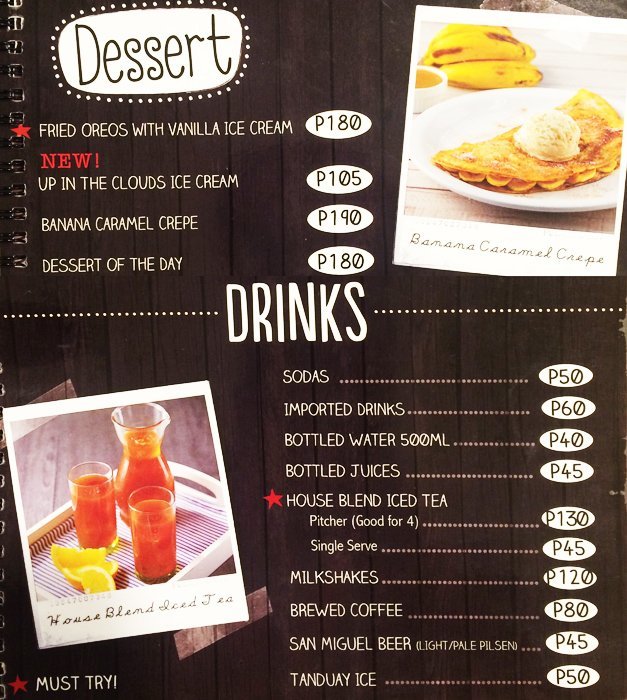 Dessert
★ FRIED OREOS WITH VANILLA ICE CREAM P180
NEW!
UP IN THE CLOUDS ICE CREAM P105
BANANA CARAMEL CREPE P190
DESSERT OF THE DAY P180
Banana Caramel Crepe
DRINKS
SODAS P50
IMPORTED DRINKS P60
BOTTLED WATER 500ML P40
BOTTLED JUICES P45
★ HOUSE BLEND ICED TEA
Pitcher (Good for 4) P130
Single Serve P45
MILKSHAKES P120
BREWED COFFEE P80
SAN MIGUEL BEER (LIGHT/PALE PILSEN) P45
TANDUAY ICE P50
House Blend Iced Tea
★ MUST TRY!